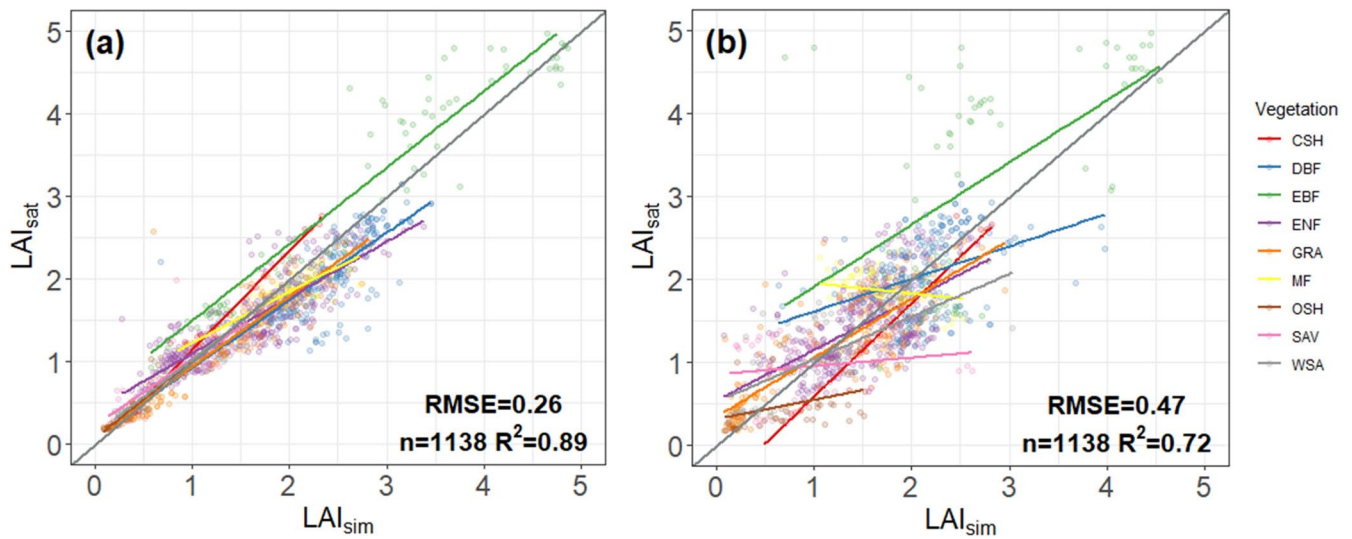 (a)
5
4
3
2
1
0
LAIsat
0 1 2 3 4 5
LAIsim
RMSE=0.26
n=1138 R²=0.89
(b)
5
4
3
2
1
0
LAIsat
0 1 2 3 4 5
LAIsim
RMSE=0.47
n=1138 R²=0.72
Vegetation
CSH
DBF
EBF
ENF
GRA
MF
OSH
SAV
WSA